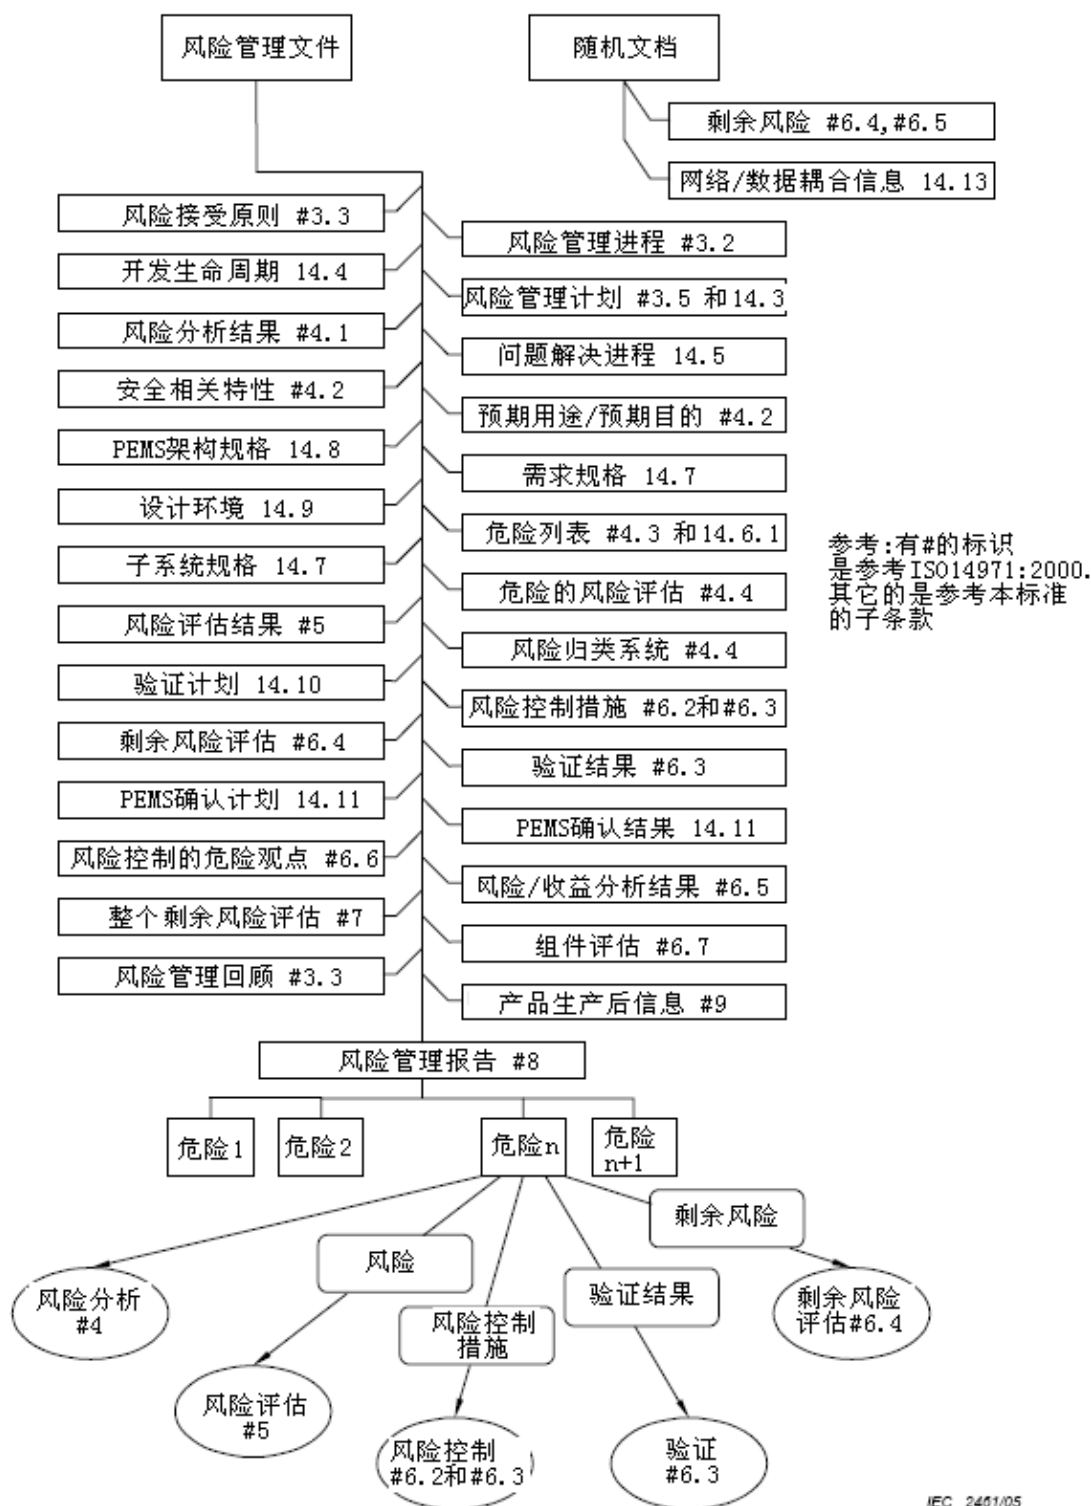 风险管理文件
随机文档
剩余风险 #6.4,#6.5
网络/数据耦合信息 14.13
风险接受原则 #3.3
风险管理进程 #3.2
开发生命周期 14.4
风险管理计划 #3.5 和14.3
风险分析结果 #4.1
问题解决进程 14.5
安全相关特性 #4.2
预期用途/预期目的 #4.2
PEMS架构规格 14.8
需求规格 14.7
设计环境 14.9
危险列表 #4.3 和14.6.1
子系统规格 14.7
危险的风险评估 #4.4
风险评估结果 #5
风险归类系统 #4.4
验证计划 14.10
风险控制措施 #6.2和#6.3
剩余风险评估 #6.4
验证结果 #6.3
PEMS确认计划 14.11
PEMS确认结果 14.11
风险控制的危险观点 #6.6
风险/收益分析结果 #6.5
整个剩余风险评估 #7
组件评估 #6.7
风险管理回顾 #3.3
产品生产后信息 #9
参考:有#的标识
是参考ISO14971:2000.
其它的是参考本标准
的子条款
风险管理报告 #8
危险1
危险2
危险n
危险
n+1
剩余风险
风险
验证结果
风险控制
措施
风险分析
#4
剩余风险
评估#6.4
风险评估
#5
风险控制
#6.2和#6.3
验证
#6.3
IEC 2461/05